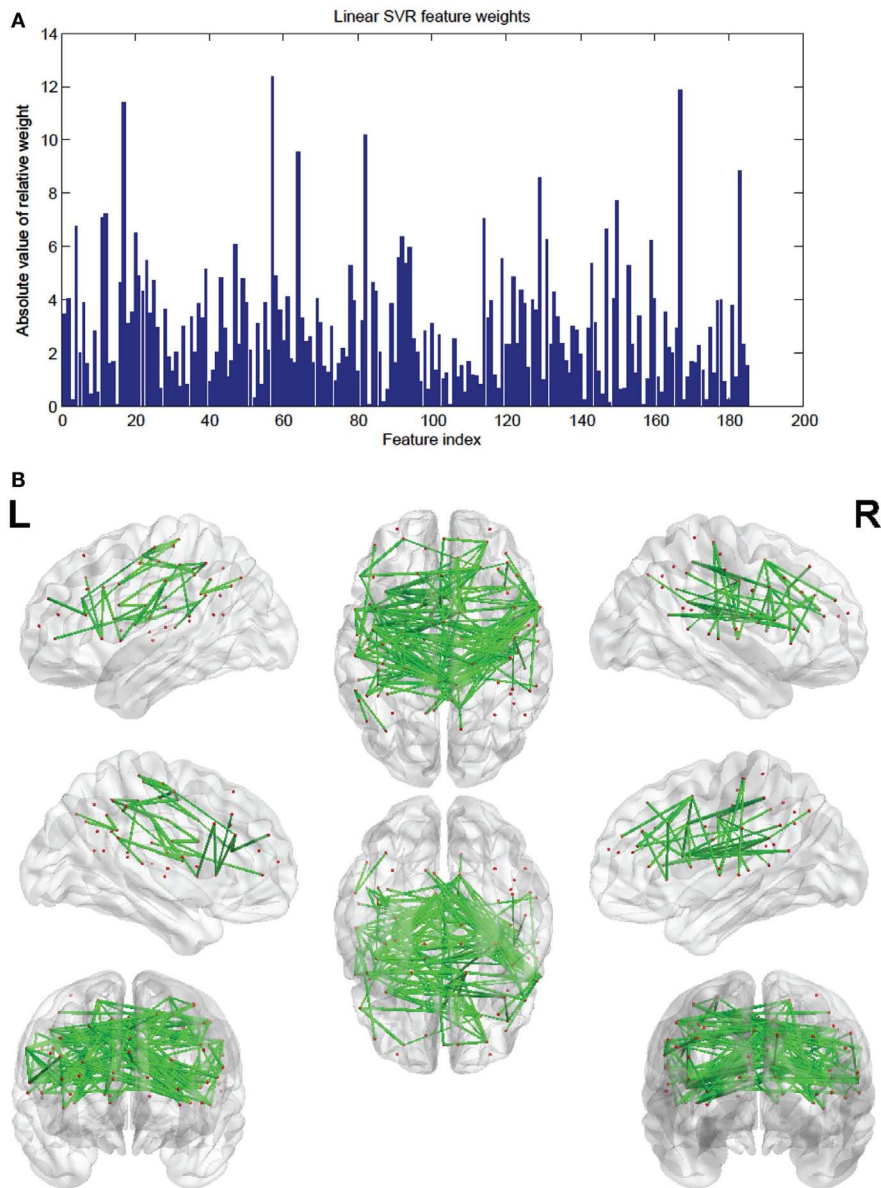 A
Linear SVR feature weights
Absolute value of relative weight
14
12
10
8
6
4
2
0
0 20 40 60 80 100 120 140 160 180 200
Feature index
B
L R